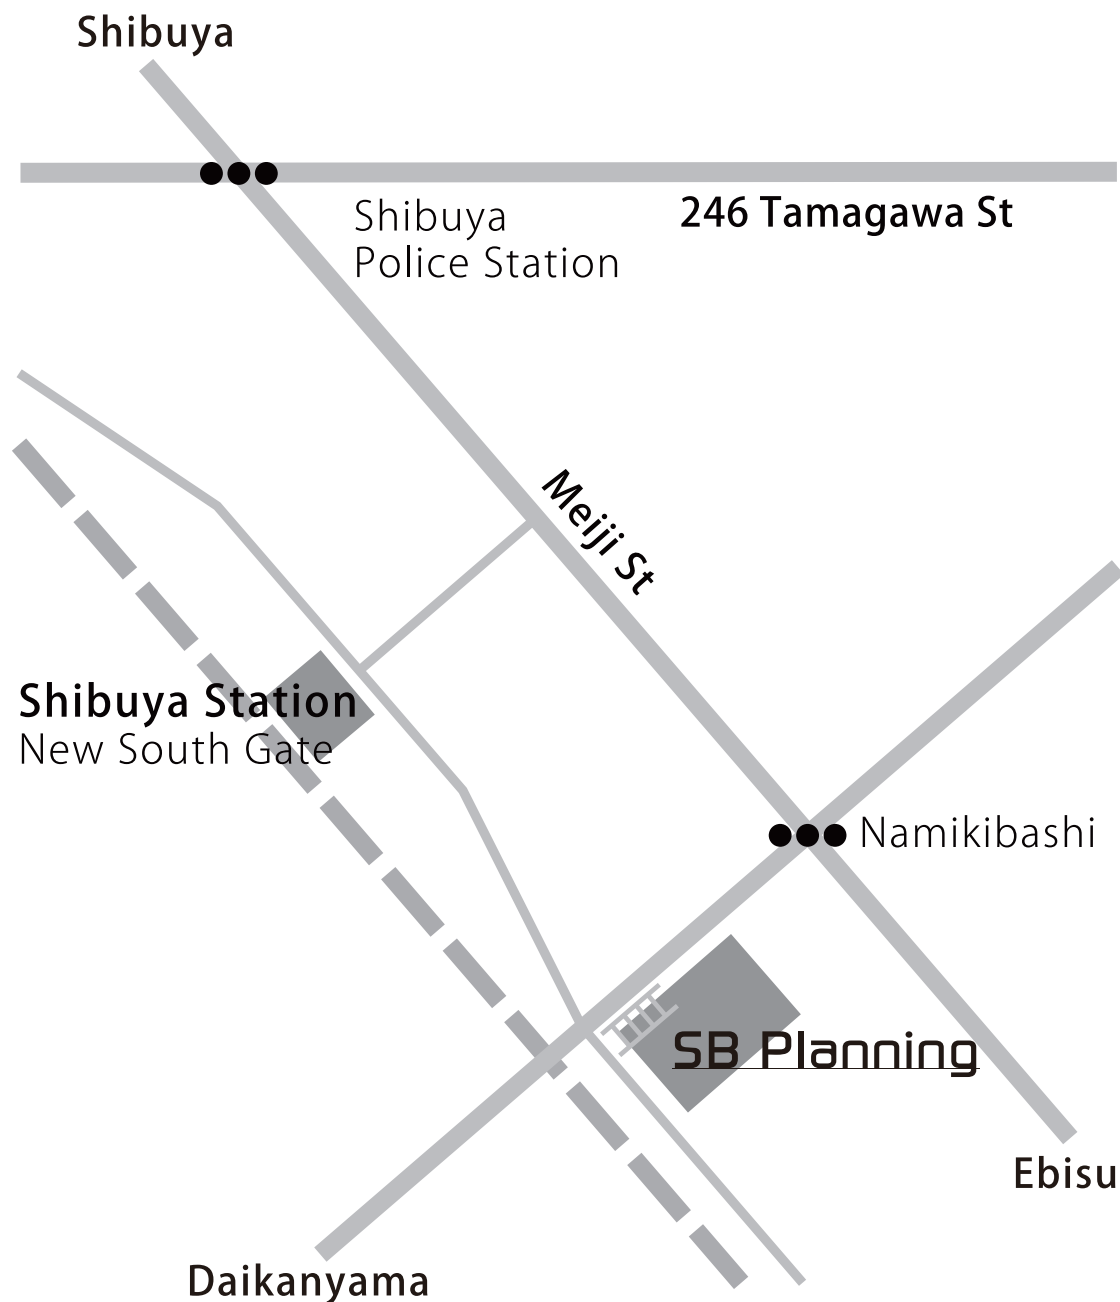 Shibuya
246 Tamagawa St
Shibuya
Police Station
Meiji St
Shibuya Station
New South Gate
Namikibashi
SB Planning
Ebisu
Daikanyama